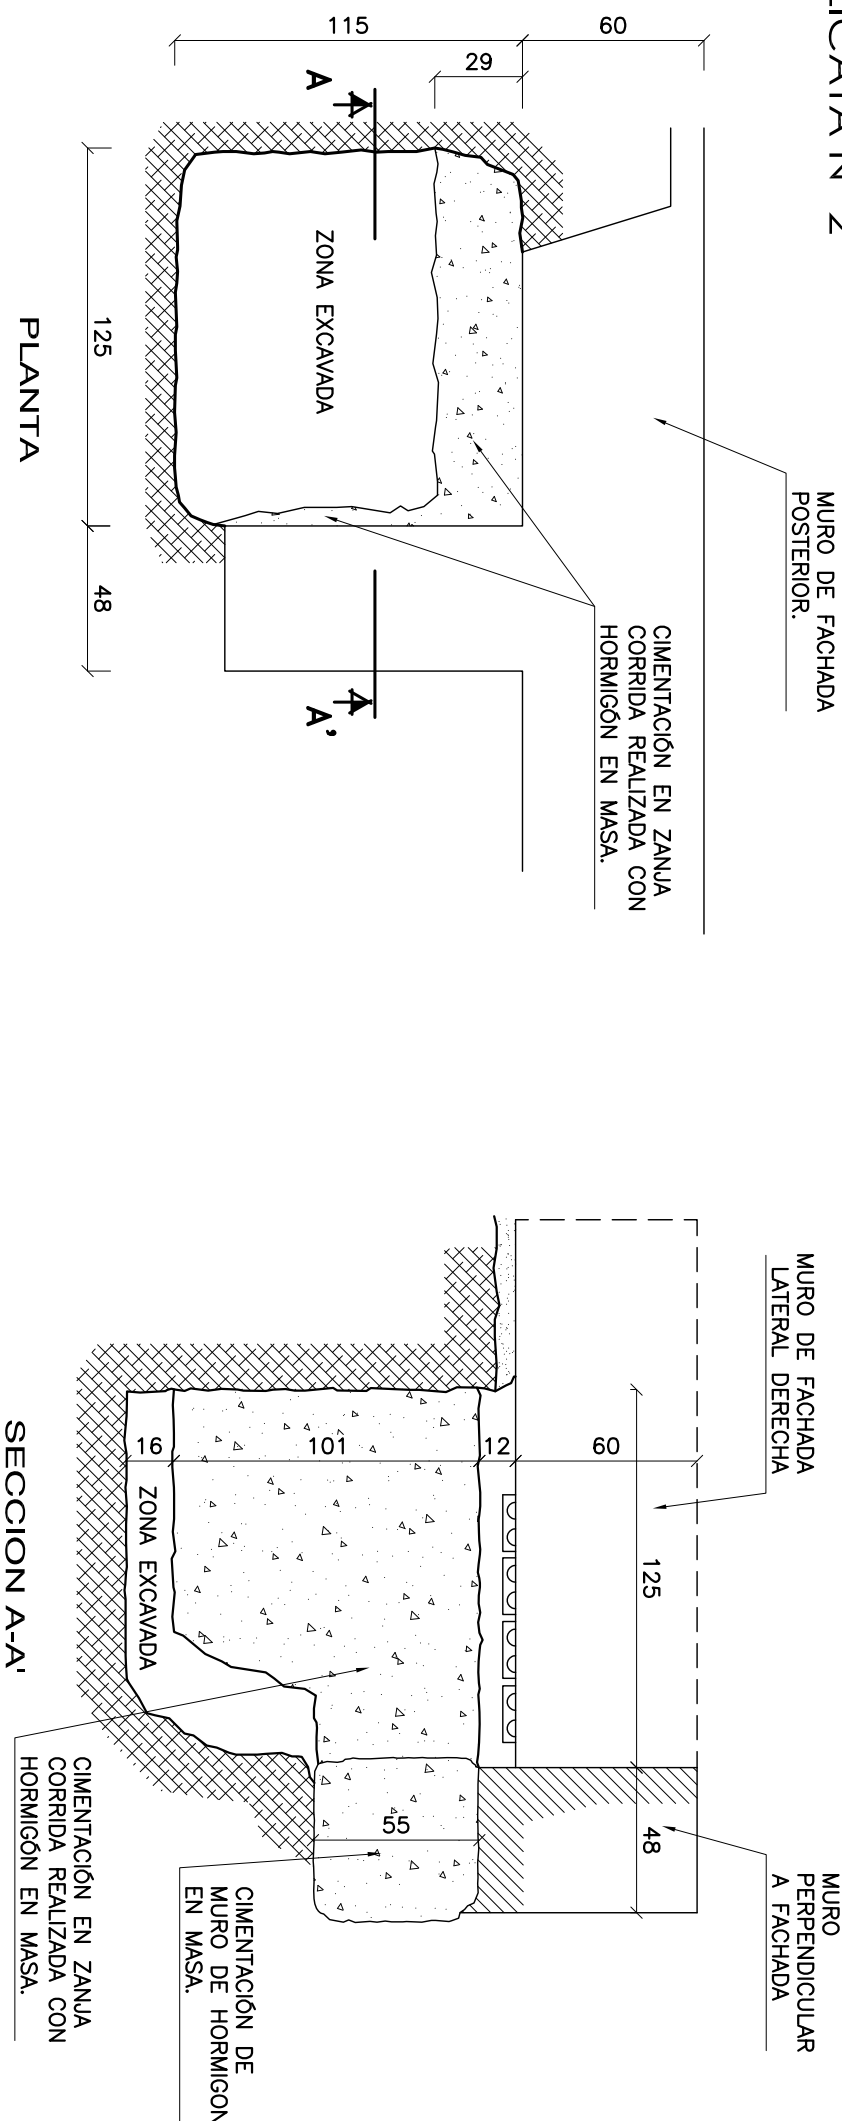 115
60
29
A
ZONA EXCAVADA
125
48
PLANTA
MURO DE FACHADA
POSTERIOR.
CIMENTACIÓN EN ZANJA
CORRIDA REALIZADA CON
HORMIGÓN EN MASA.
A'
MURO DE FACHADA
LATERAL DERECHA
16
101
12
60
125
48
55
ZONA EXCAVADA
MURO
PERPENDICULAR
A FACHADA
CIMENTACIÓN DE
MURO DE HORMIGON
EN MASA.
CIMENTACIÓN EN ZANJA
CORRIDA REALIZADA CON
HORMIGÓN EN MASA.
SECCION A-A'